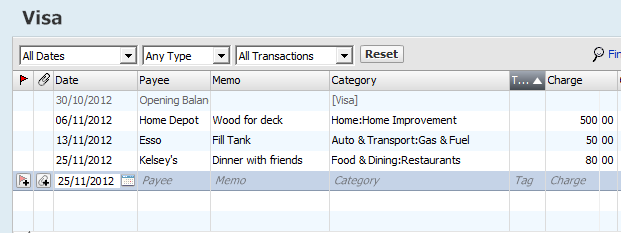 Visa
All Dates Any Type All Transactions Reset Fin
Date Payee Memo Category T... Charge
30/10/2012 Opening Balan [Visa]
06/11/2012 Home Depot Wood for deck Home:Home Improvement 500 00
13/11/2012 Esso Fill Tank Auto & Transport:Gas & Fuel 50 00
25/11/2012 Kelsey's Dinner with friends Food & Dining:Restaurants 80 00
25/11/2012 Payee Memo Category Tag Charge